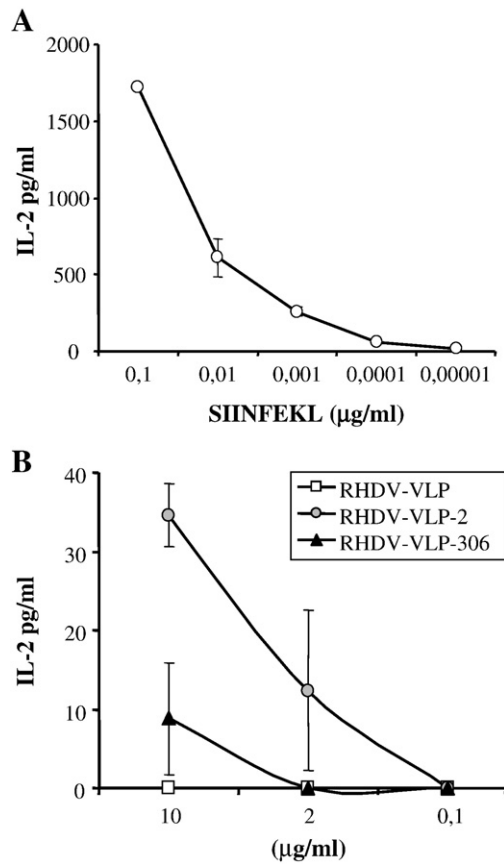 A
2000
1500
1000
500
0
IL-2 pg/ml
0,1 0,01 0,001 0,0001 0,00001
SIINFEKL (μg/ml)
B
40
30
20
10
0
IL-2 pg/ml
RHDV-VLP
RHDV-VLP-2
RHDV-VLP-306
10 2 0,1
(μg/ml)